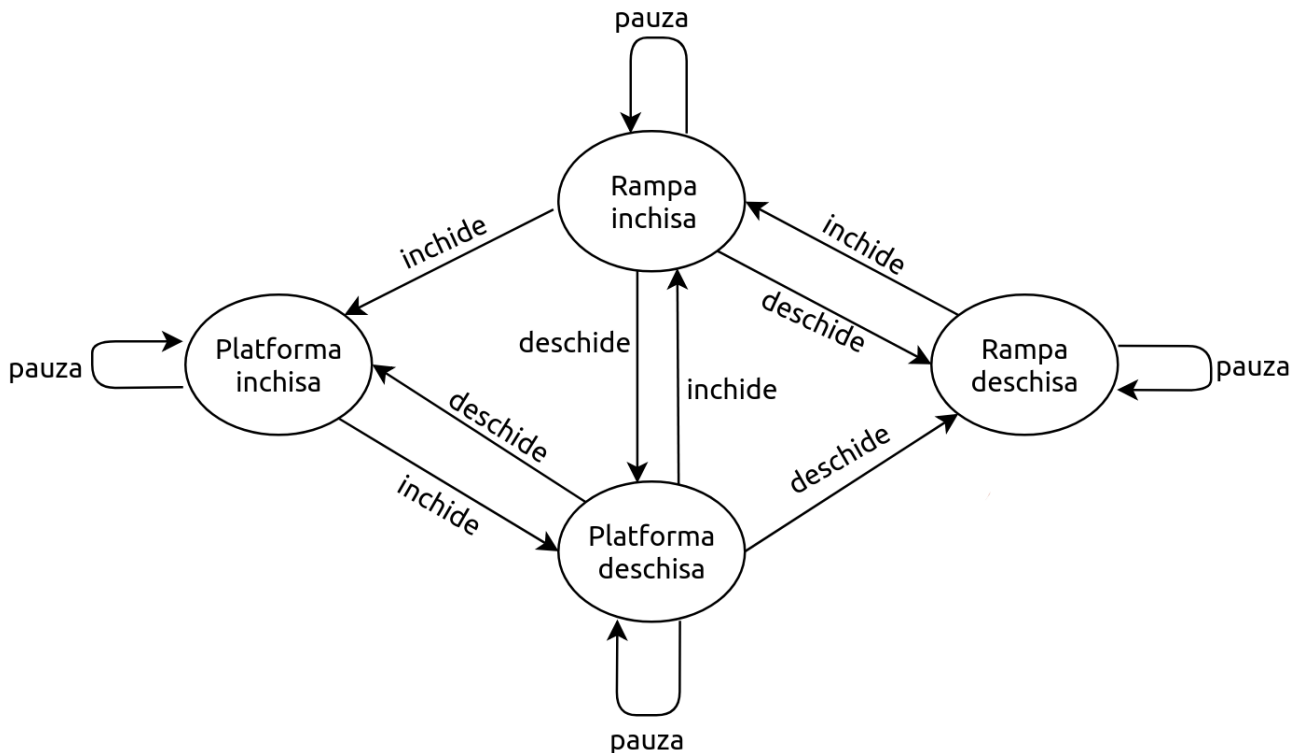 pauza
Rampa
inchisa
inchide
inchide
deschide
deschide
Platforma
inchisa
Rampa
deschisa
pauza
pauza
inchide
deschide
deschide
inchide
Platforma
deschisa
pauza